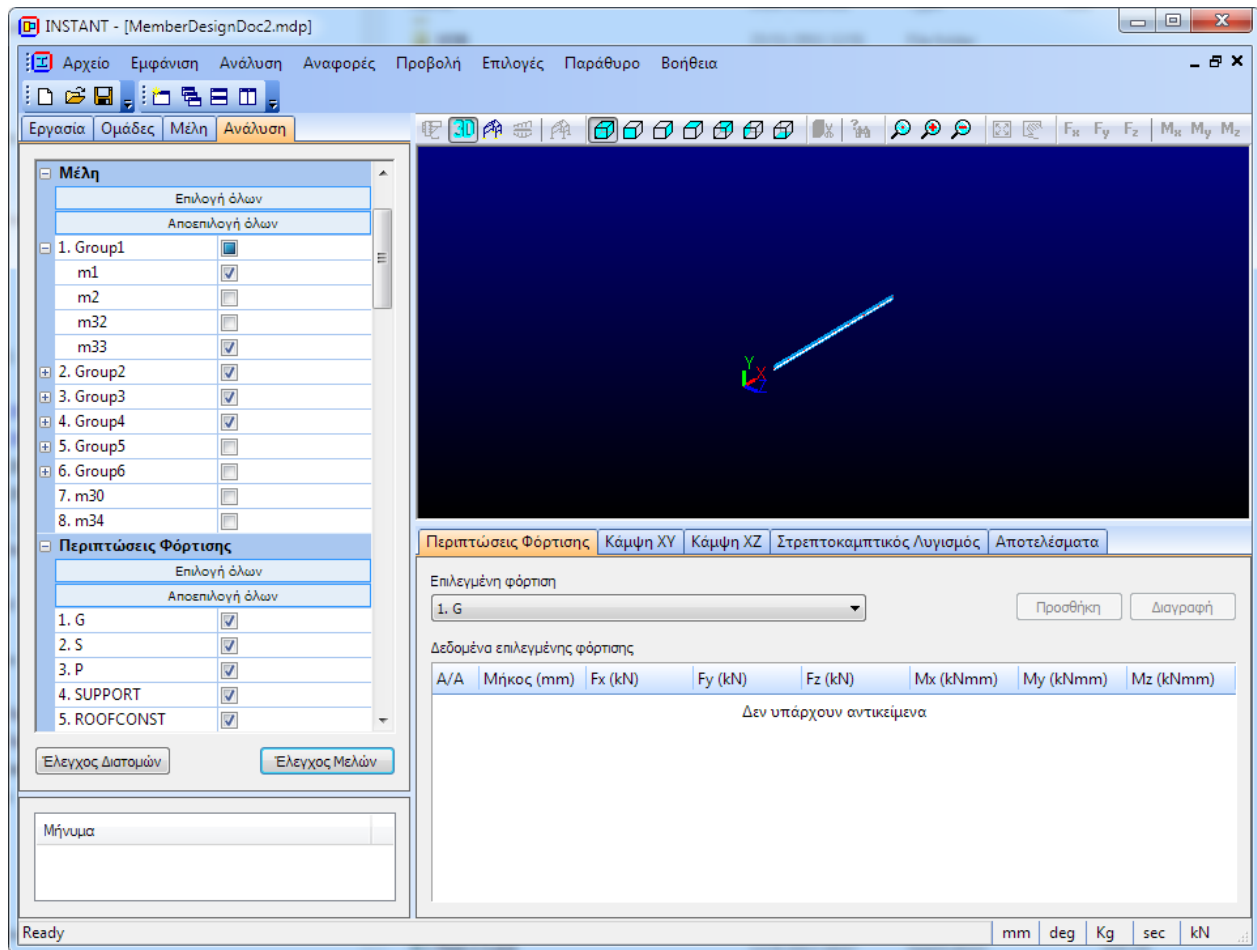 INSTANT - [MemberDesignDoc2.mdp]
Αρχείο Εμφάνιση Ανάλυση Αναφορές Προβολή Επιλογές Παράθυρο Βοήθεια
Εργασία Ομάδες Μέλη Ανάλυση
3D Fx Fy Fz Mx My Mz
Μέλη
Επιλογή όλων
Αποεπιλογή όλων
1. Group1
m1
m2
m32
m33
2. Group2
3. Group3
4. Group4
5. Group5
6. Group6
7. m30
8. m34
Περιπτώσεις Φόρτισης
Επιλογή όλων
Αποεπιλογή όλων
1. G
2. S
3. P
4. SUPPORT
5. ROOFCONST
Έλεγχος Διατομών Έλεγχος Μελών
Μήνυμα
Y
X
Z
Περιπτώσεις Φόρτισης Κάμψη XY Κάμψη XZ Στρεπτοκαμπτικός Λυγισμός Αποτελέσματα
Επιλεγμένη φόρτιση
1. G Προσθήκη Διαγραφή
Δεδομένα επιλεγμένης φόρτισης
A/A Μήκος (mm) Fx (kN) Fy (kN) Fz (kN) Mx (kNmm) My (kNmm) Mz (kNmm)
Δεν υπάρχουν αντικείμενα
Ready mm deg Kg sec kN